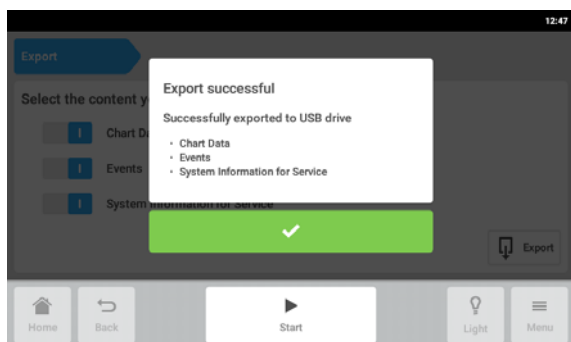 12:47
Export
Export successful
Select the content y
Successfully exported to USB drive
Chart Da
• Chart Data
• Events
• System Information for Service
Events
System Information for Service
Export
Home
Back
Start
Light
Menu